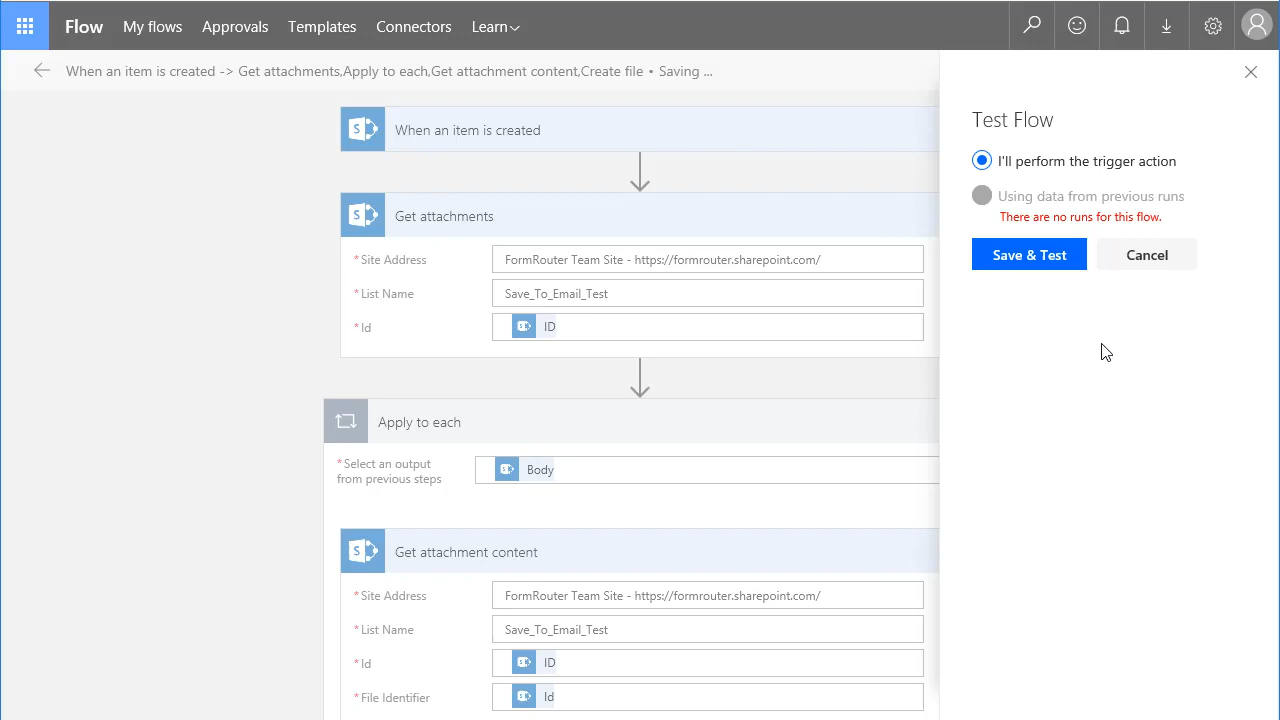 Flow My flows Approvals Templates Connectors Learn
When an item is created -> Get attachments,Apply to each,Get attachment content,Create file • Saving ...
When an item is created
Get attachments
*Site Address FormRouter Team Site - https://formrouter.sharepoint.com/
*List Name Save_To_Email_Test
*Id ID
Apply to each
*Select an output
from previous steps
Body
Get attachment content
*Site Address FormRouter Team Site - https://formrouter.sharepoint.com/
*List Name Save_To_Email_Test
*Id ID
*File Identifier Id
Test Flow
I'll perform the trigger action
Using data from previous runs
There are no runs for this flow.
Save & Test Cancel